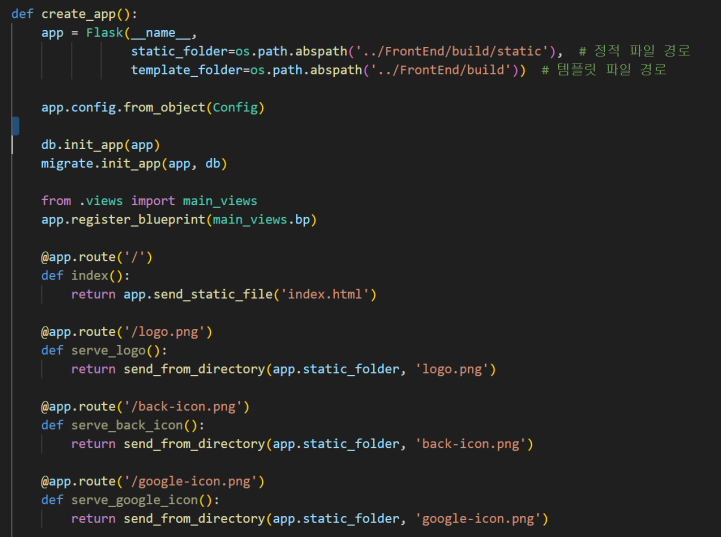 def create_app():
    app = Flask(__name__,
                static_folder=os.path.abspath('../FrontEnd/build/static'),  # 정적 파일 경로
                template_folder=os.path.abspath('../FrontEnd/build'))  # 템플릿 파일 경로

    app.config.from_object(Config)

    db.init_app(app)
    migrate.init_app(app, db)

    from .views import main_views
    app.register_blueprint(main_views.bp)

    @app.route('/')
    def index():
        return app.send_static_file('index.html')

    @app.route('/logo.png')
    def serve_logo():
        return send_from_directory(app.static_folder, 'logo.png')

    @app.route('/back-icon.png')
    def serve_back_icon():
        return send_from_directory(app.static_folder, 'back-icon.png')

    @app.route('/google-icon.png')
    def serve_google_icon():
        return send_from_directory(app.static_folder, 'google-icon.png')